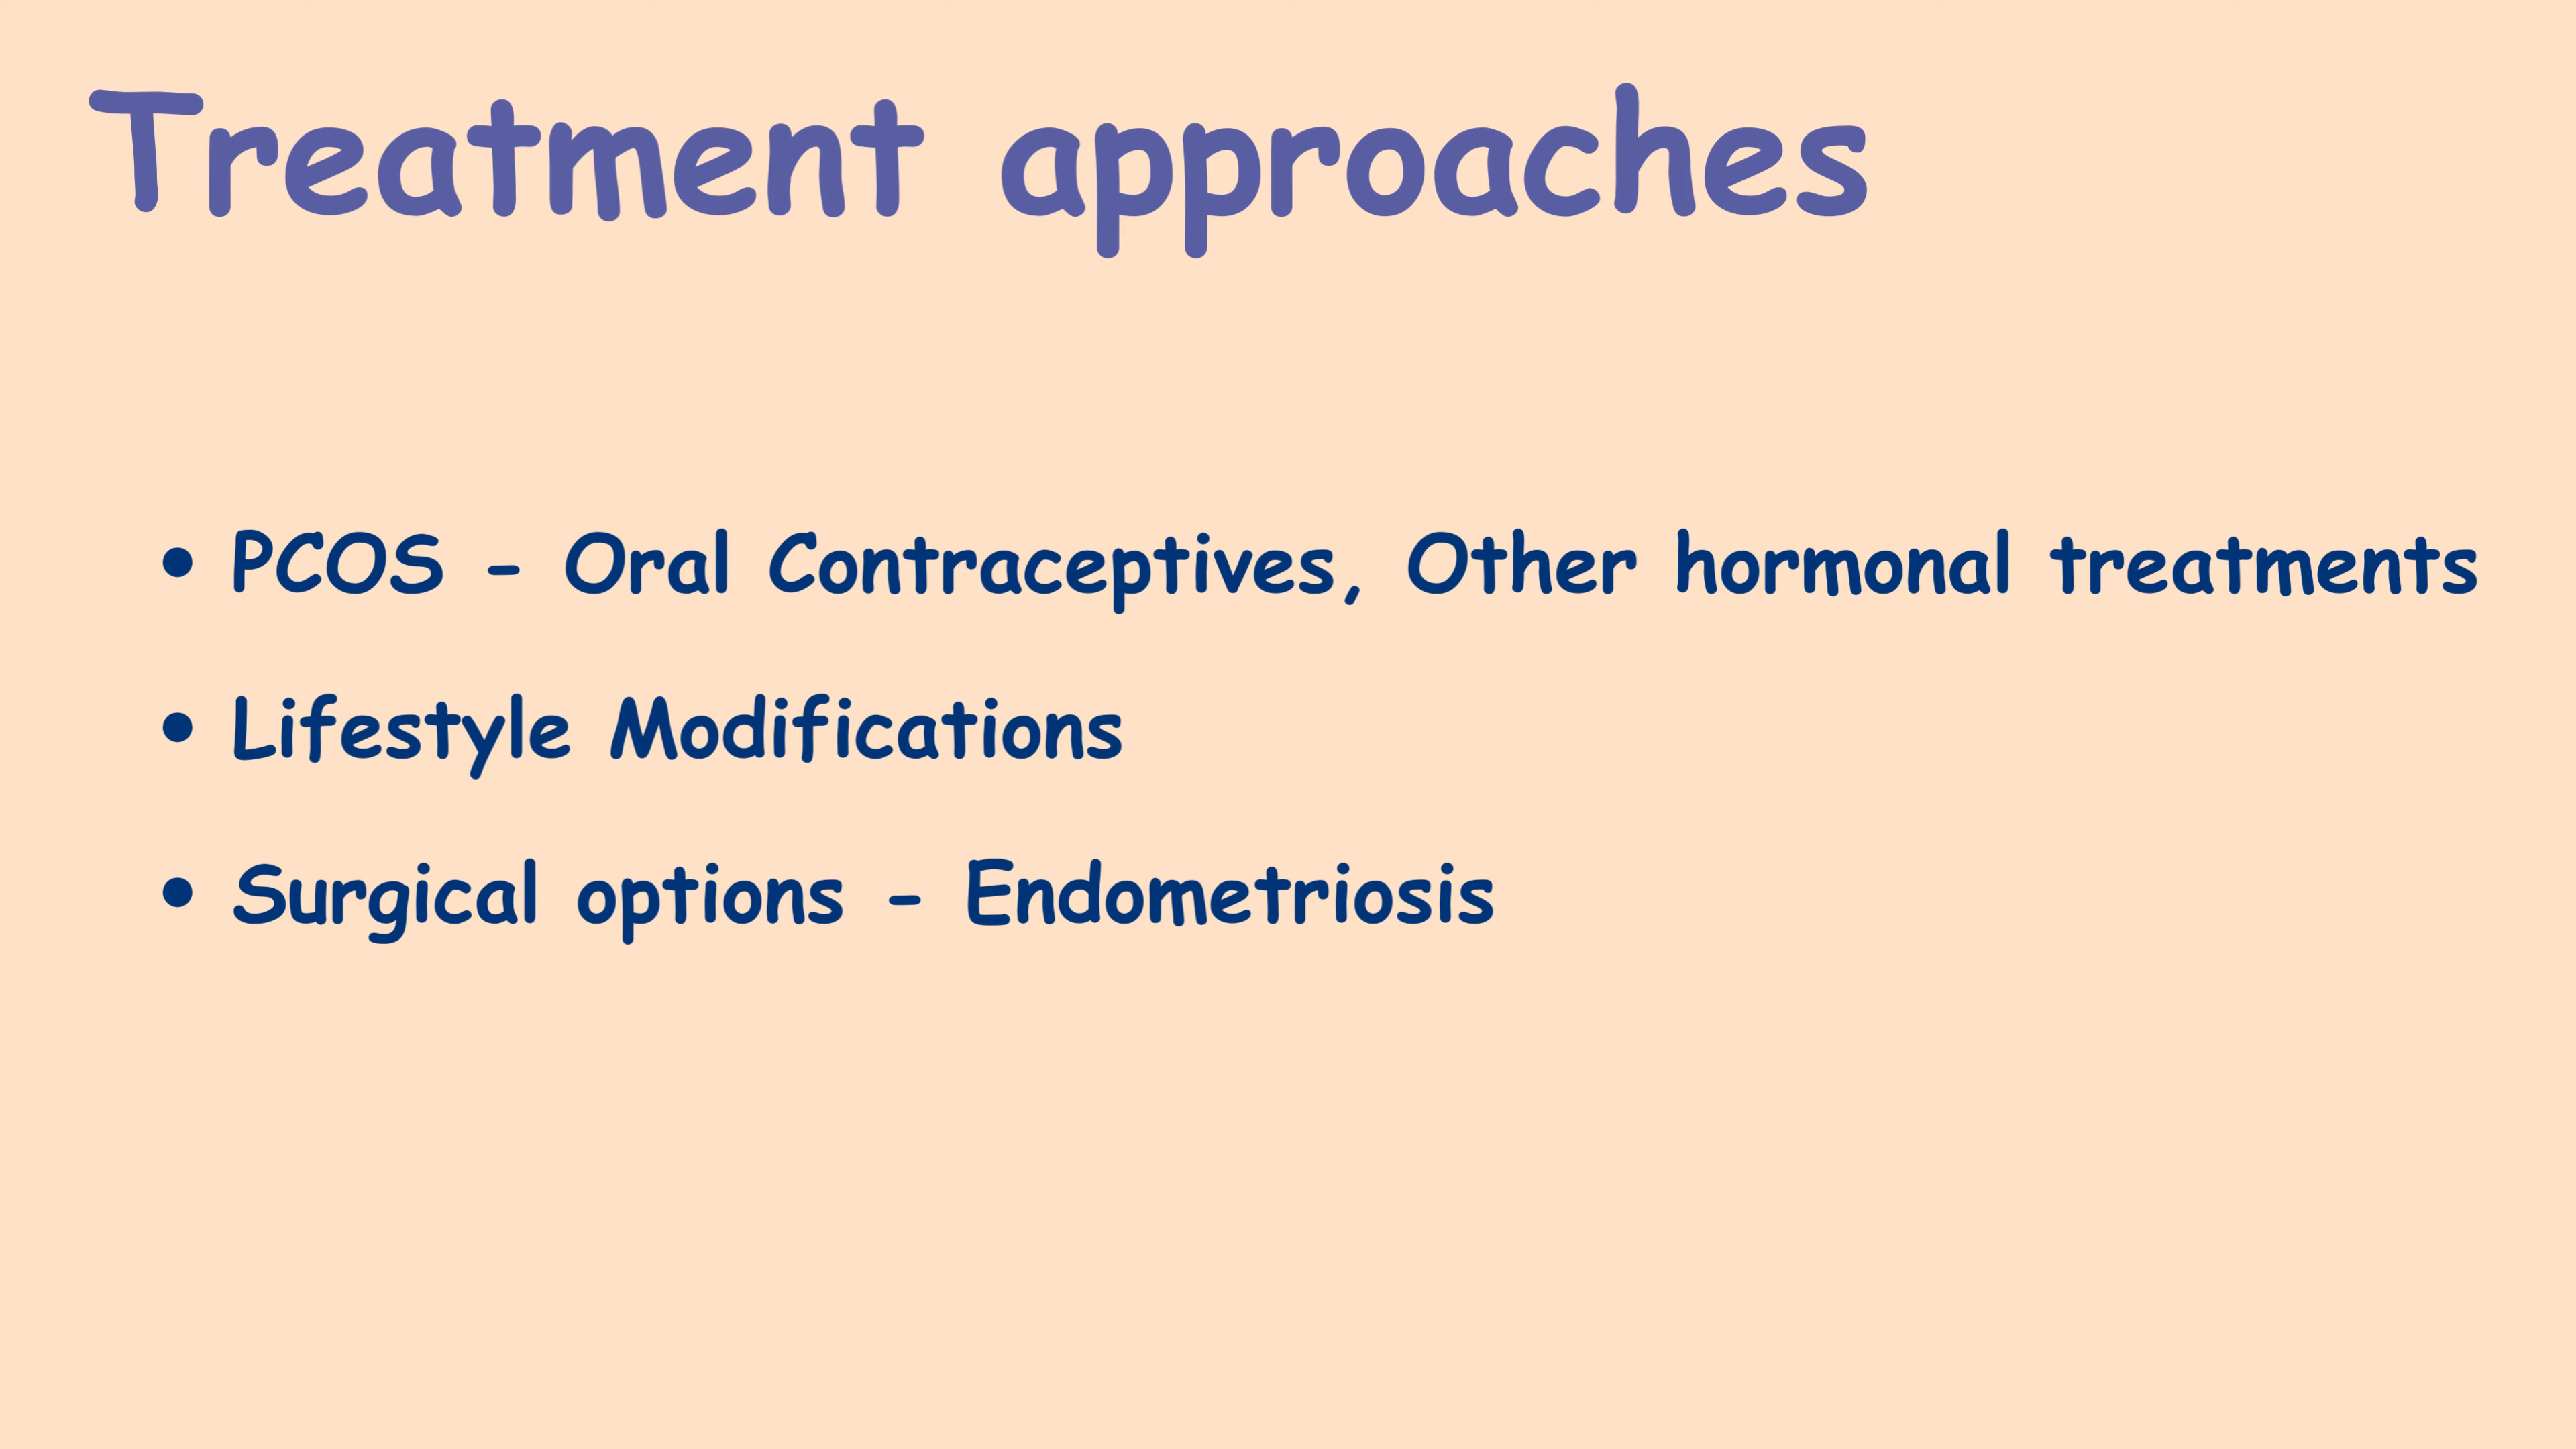 Treatment approaches
• PCOS - Oral Contraceptives, Other hormonal treatments
• Lifestyle Modifications
• Surgical options - Endometriosis